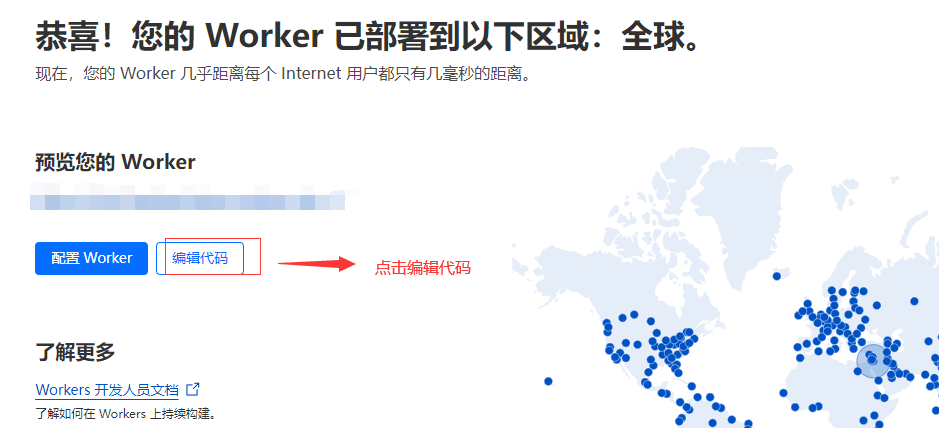 恭喜！您的 Worker 已部署到以下区域：全球。
现在，您的 Worker 几乎距离每个 Internet 用户都只有几毫秒的距离。
预览您的 Worker
配置 Worker
编辑代码
点击编辑代码
了解更多
Workers 开发人员文档
了解如何在 Workers 上持续构建。